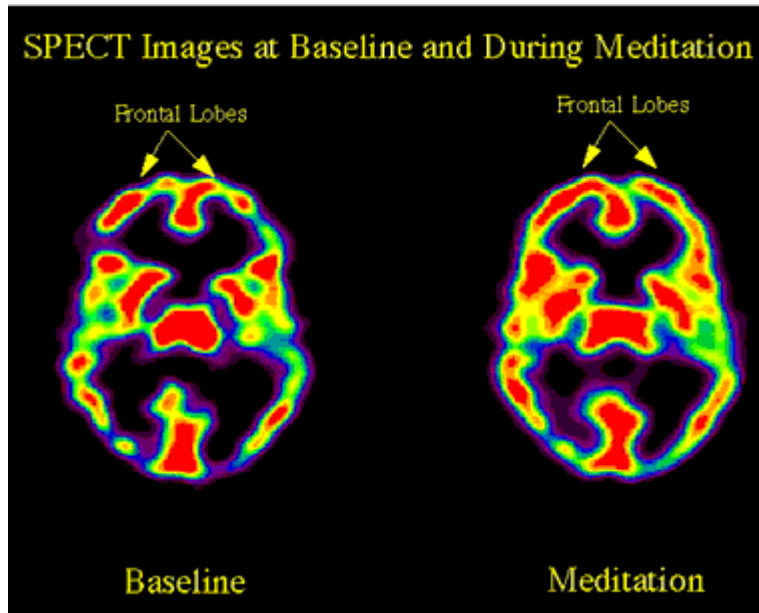 SPECT Images at Baseline and During Meditation
Frontal Lobes
Frontal Lobes
Baseline
Meditation